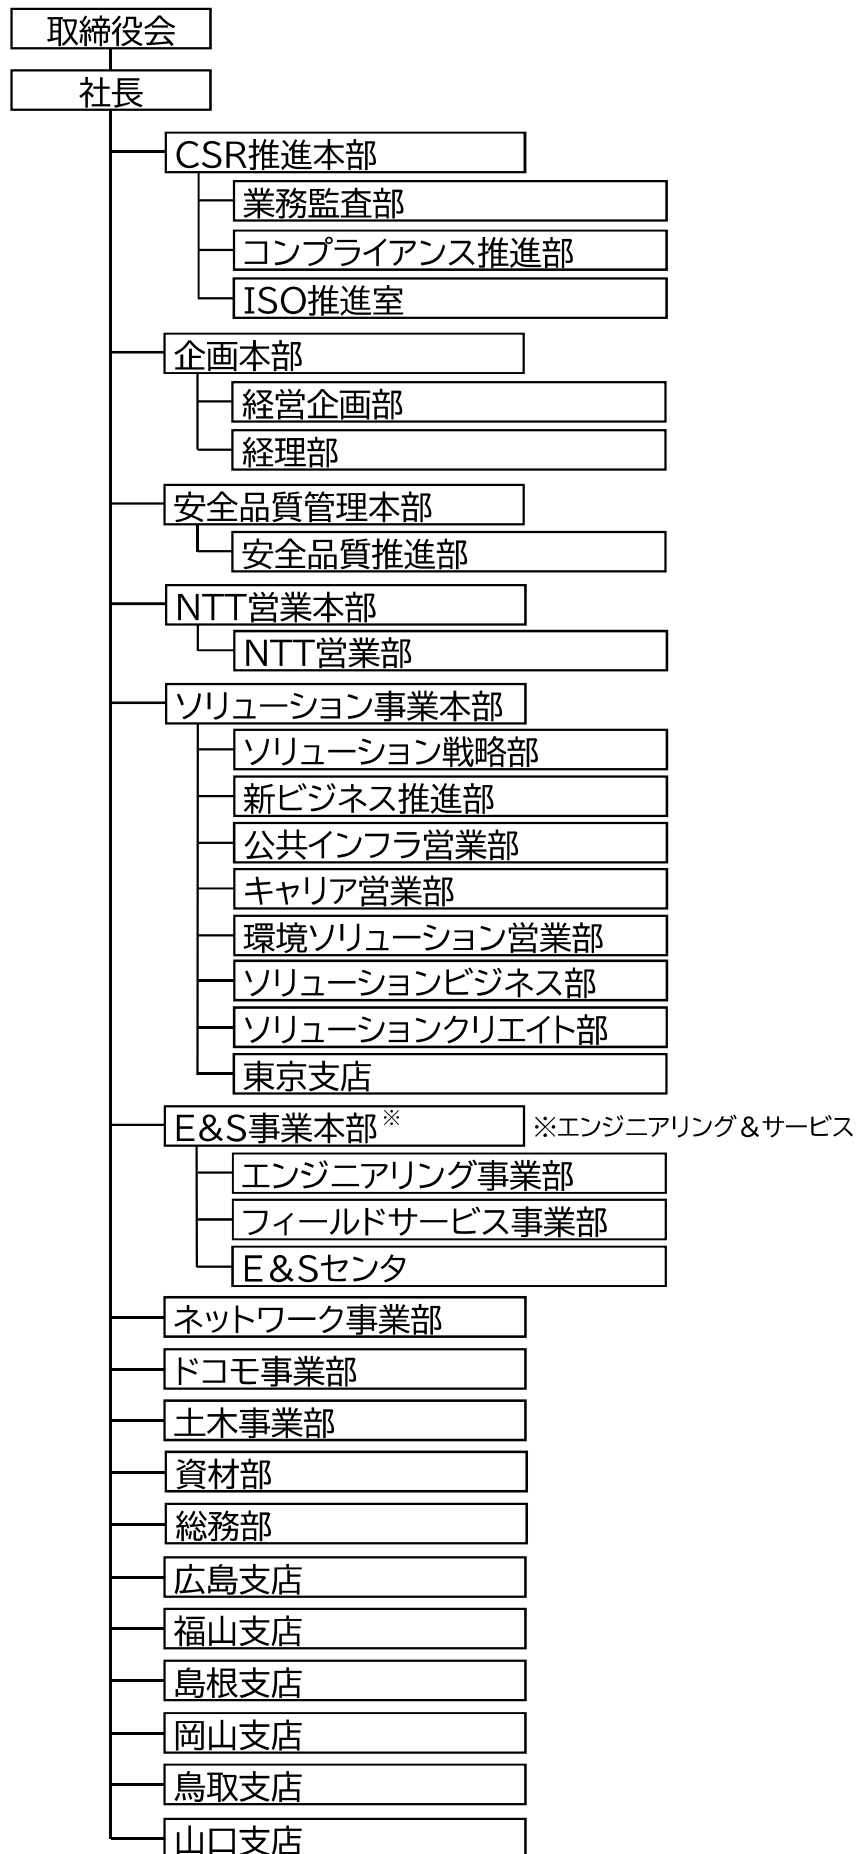 取締役会
社長
CSR推進本部
業務監査部
コンプライアンス推進部
ISO推進室
企画本部
経営企画部
経理部
安全品質管理本部
安全品質推進部
NTT営業本部
NTT営業部
ソリューション事業本部
ソリューション戦略部
新ビジネス推進部
公共インフラ営業部
キャリア営業部
環境ソリューション営業部
ソリューションビジネス部
ソリューションクリエイト部
東京支店
E&S事業本部※ ※エンジニアリング&サービス
エンジニアリング事業部
フィールドサービス事業部
E&Sセンタ
ネットワーク事業部
ドコモ事業部
土木事業部
資材部
総務部
広島支店
福山支店
島根支店
岡山支店
鳥取支店
山口支店